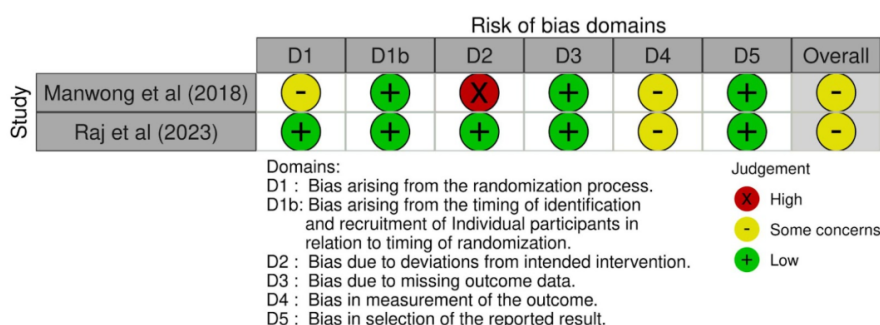 Risk of bias domains
D1 D1b D2 D3 D4 D5 Overall
Study
Manwong et al (2018) - + X + - + -
Raj et al (2023) + + + + - + -
Domains:
D1 : Bias arising from the randomization process.
D1b: Bias arising from the timing of identification
and recruitment of Individual participants in
relation to timing of randomization.
D2 : Bias due to deviations from intended intervention.
D3 : Bias due to missing outcome data.
D4 : Bias in measurement of the outcome.
D5 : Bias in selection of the reported result.
Judgement
X High
- Some concerns
+ Low